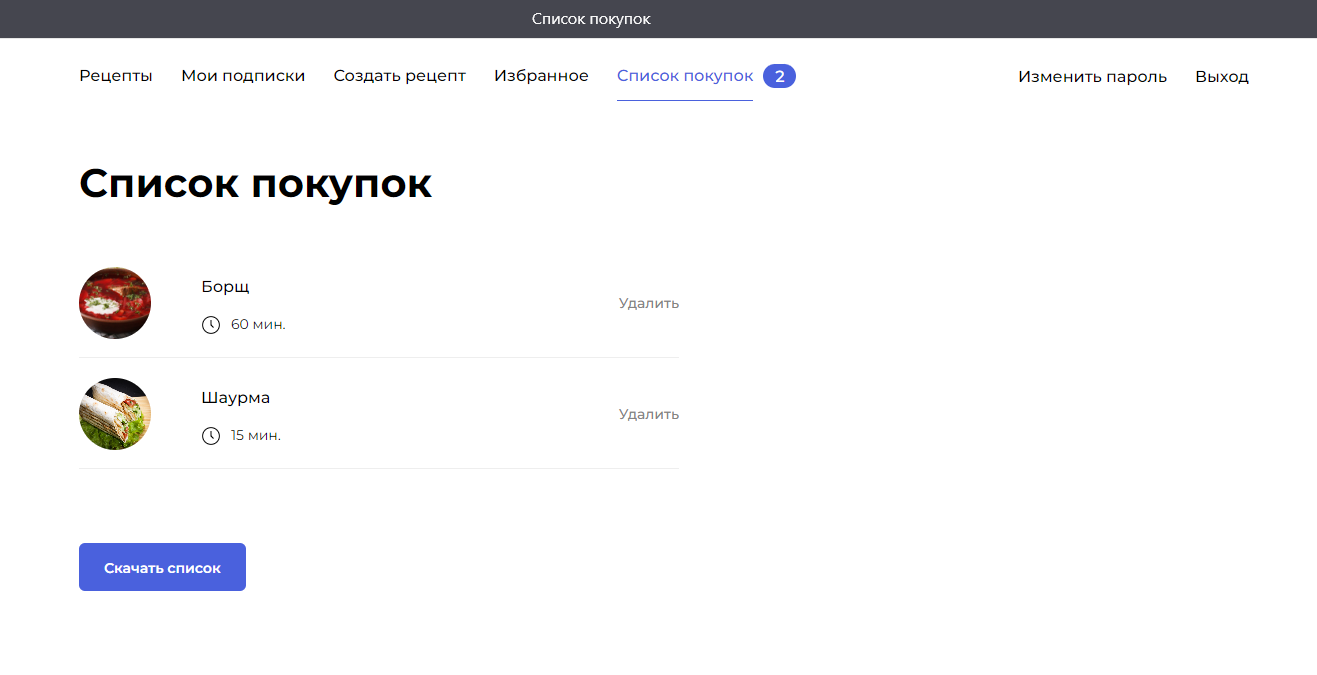 Список покупок
Рецепты Мои подписки Создать рецепт Избранное Список покупок 2 Изменить пароль Выход
Список покупок
Борщ
Удалить
60 мин.
Шаурма
Удалить
15 мин.
Скачать список